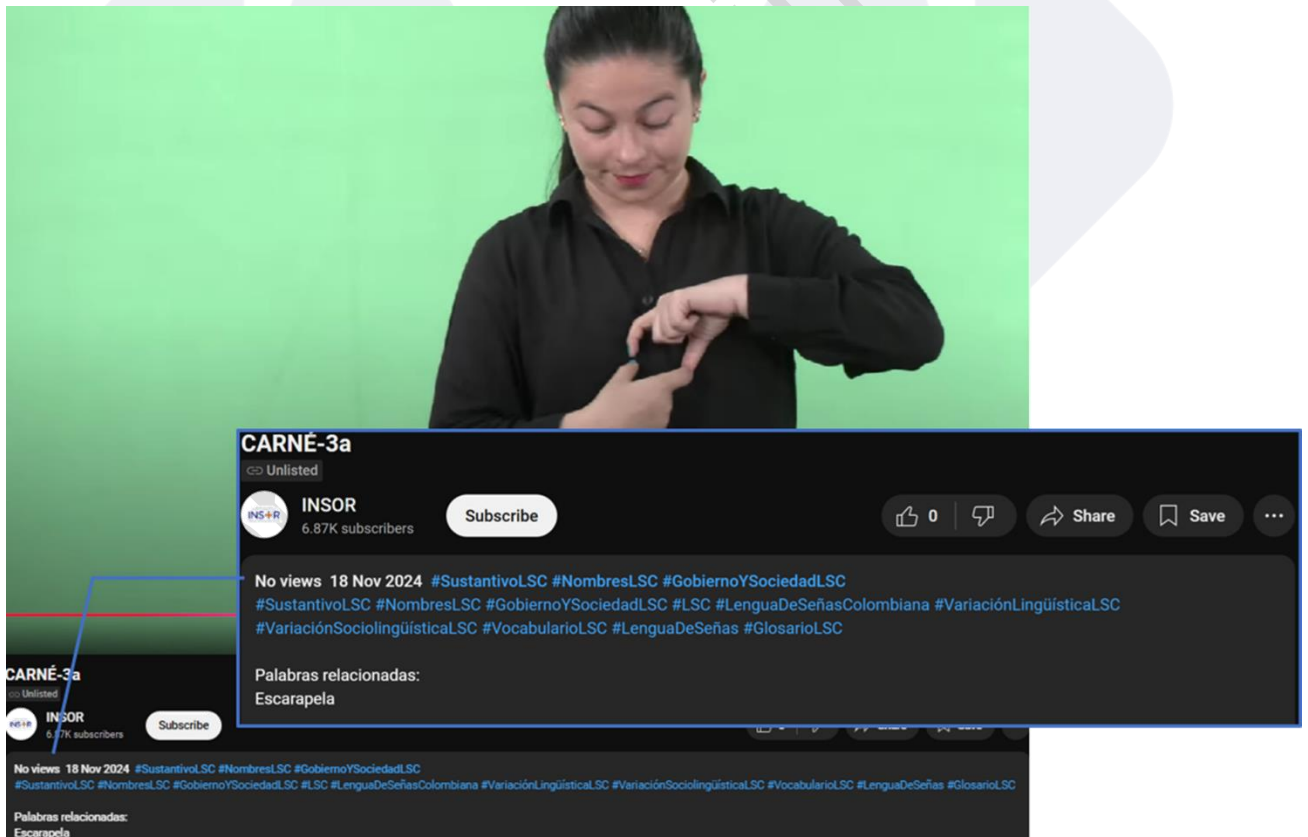 CARNÉ-3a
Unlisted
INS+R
INSOR
6.87K subscribers
Subscribe
0
Share
Save
No views 18 Nov 2024 #SustantivoLSC #NombresLSC #GobiernoYSociedadLSC
#SustantivoLSC #NombresLSC #GobiernoYSociedadLSC #LSC #LenguaDeSeñasColombiana #VariaciónLingüísticaLSC
#VariaciónSociolingüísticaLSC #VocabularioLSC #LenguaDeSeñas #GlosarioLSC
Palabras relacionadas:
Escarapela
CARNÉ-3a
Unlisted
INS+R
INSOR
6.87K subscribers
Subscribe
No views 18 Nov 2024 #SustantivoLSC #NombresLSC #GobiernoYSociedadLSC
#SustantivoLSC #NombresLSC #GobiernoYSociedadLSC #LSC #LenguaDeSeñasColombiana #VariaciónLingüísticaLSC #VariaciónSociolingüísticaLSC #VocabularioLSC #LenguaDeSeñas #GlosarioLSC
Palabras relacionadas:
Escarapela